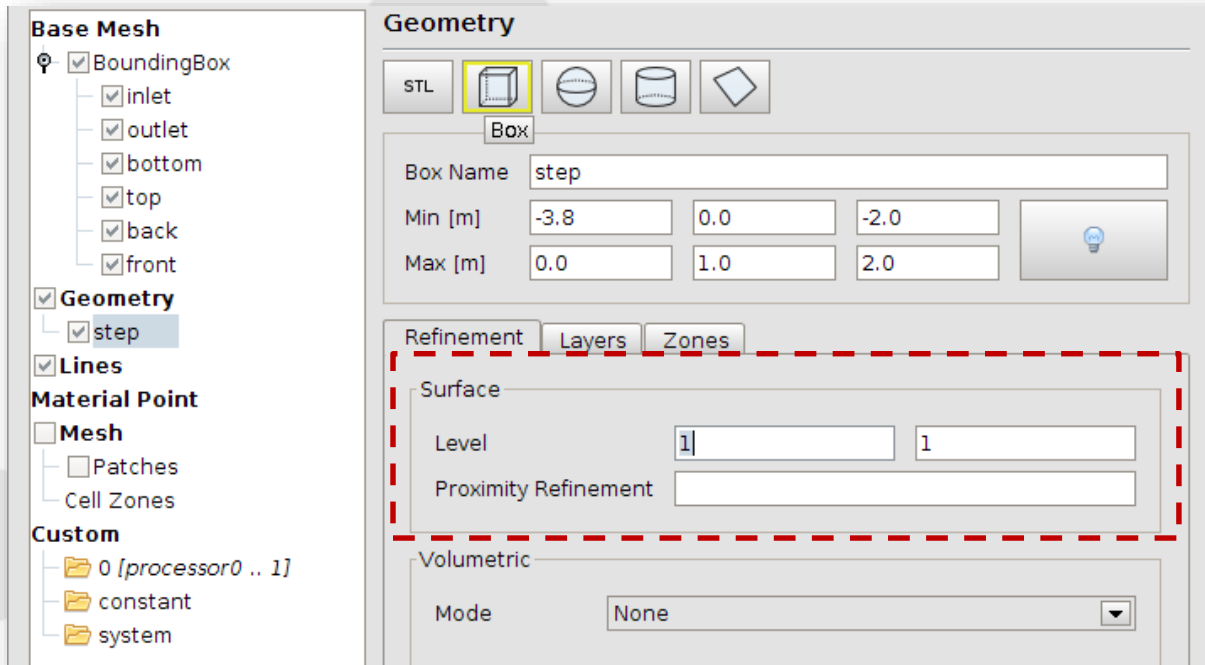 Base Mesh
BoundingBox
inlet
outlet
bottom
top
back
front
Geometry
step
Lines
Material Point
Mesh
Patches
Cell Zones
Custom
0 [processor0 .. 1]
constant
system
Geometry
STL
Box
Box Name step
Min [m] -3.8 0.0 -2.0
Max [m] 0.0 1.0 2.0
Refinement Layers Zones
Surface
Level 1 1
Proximity Refinement
Volumetric
Mode None